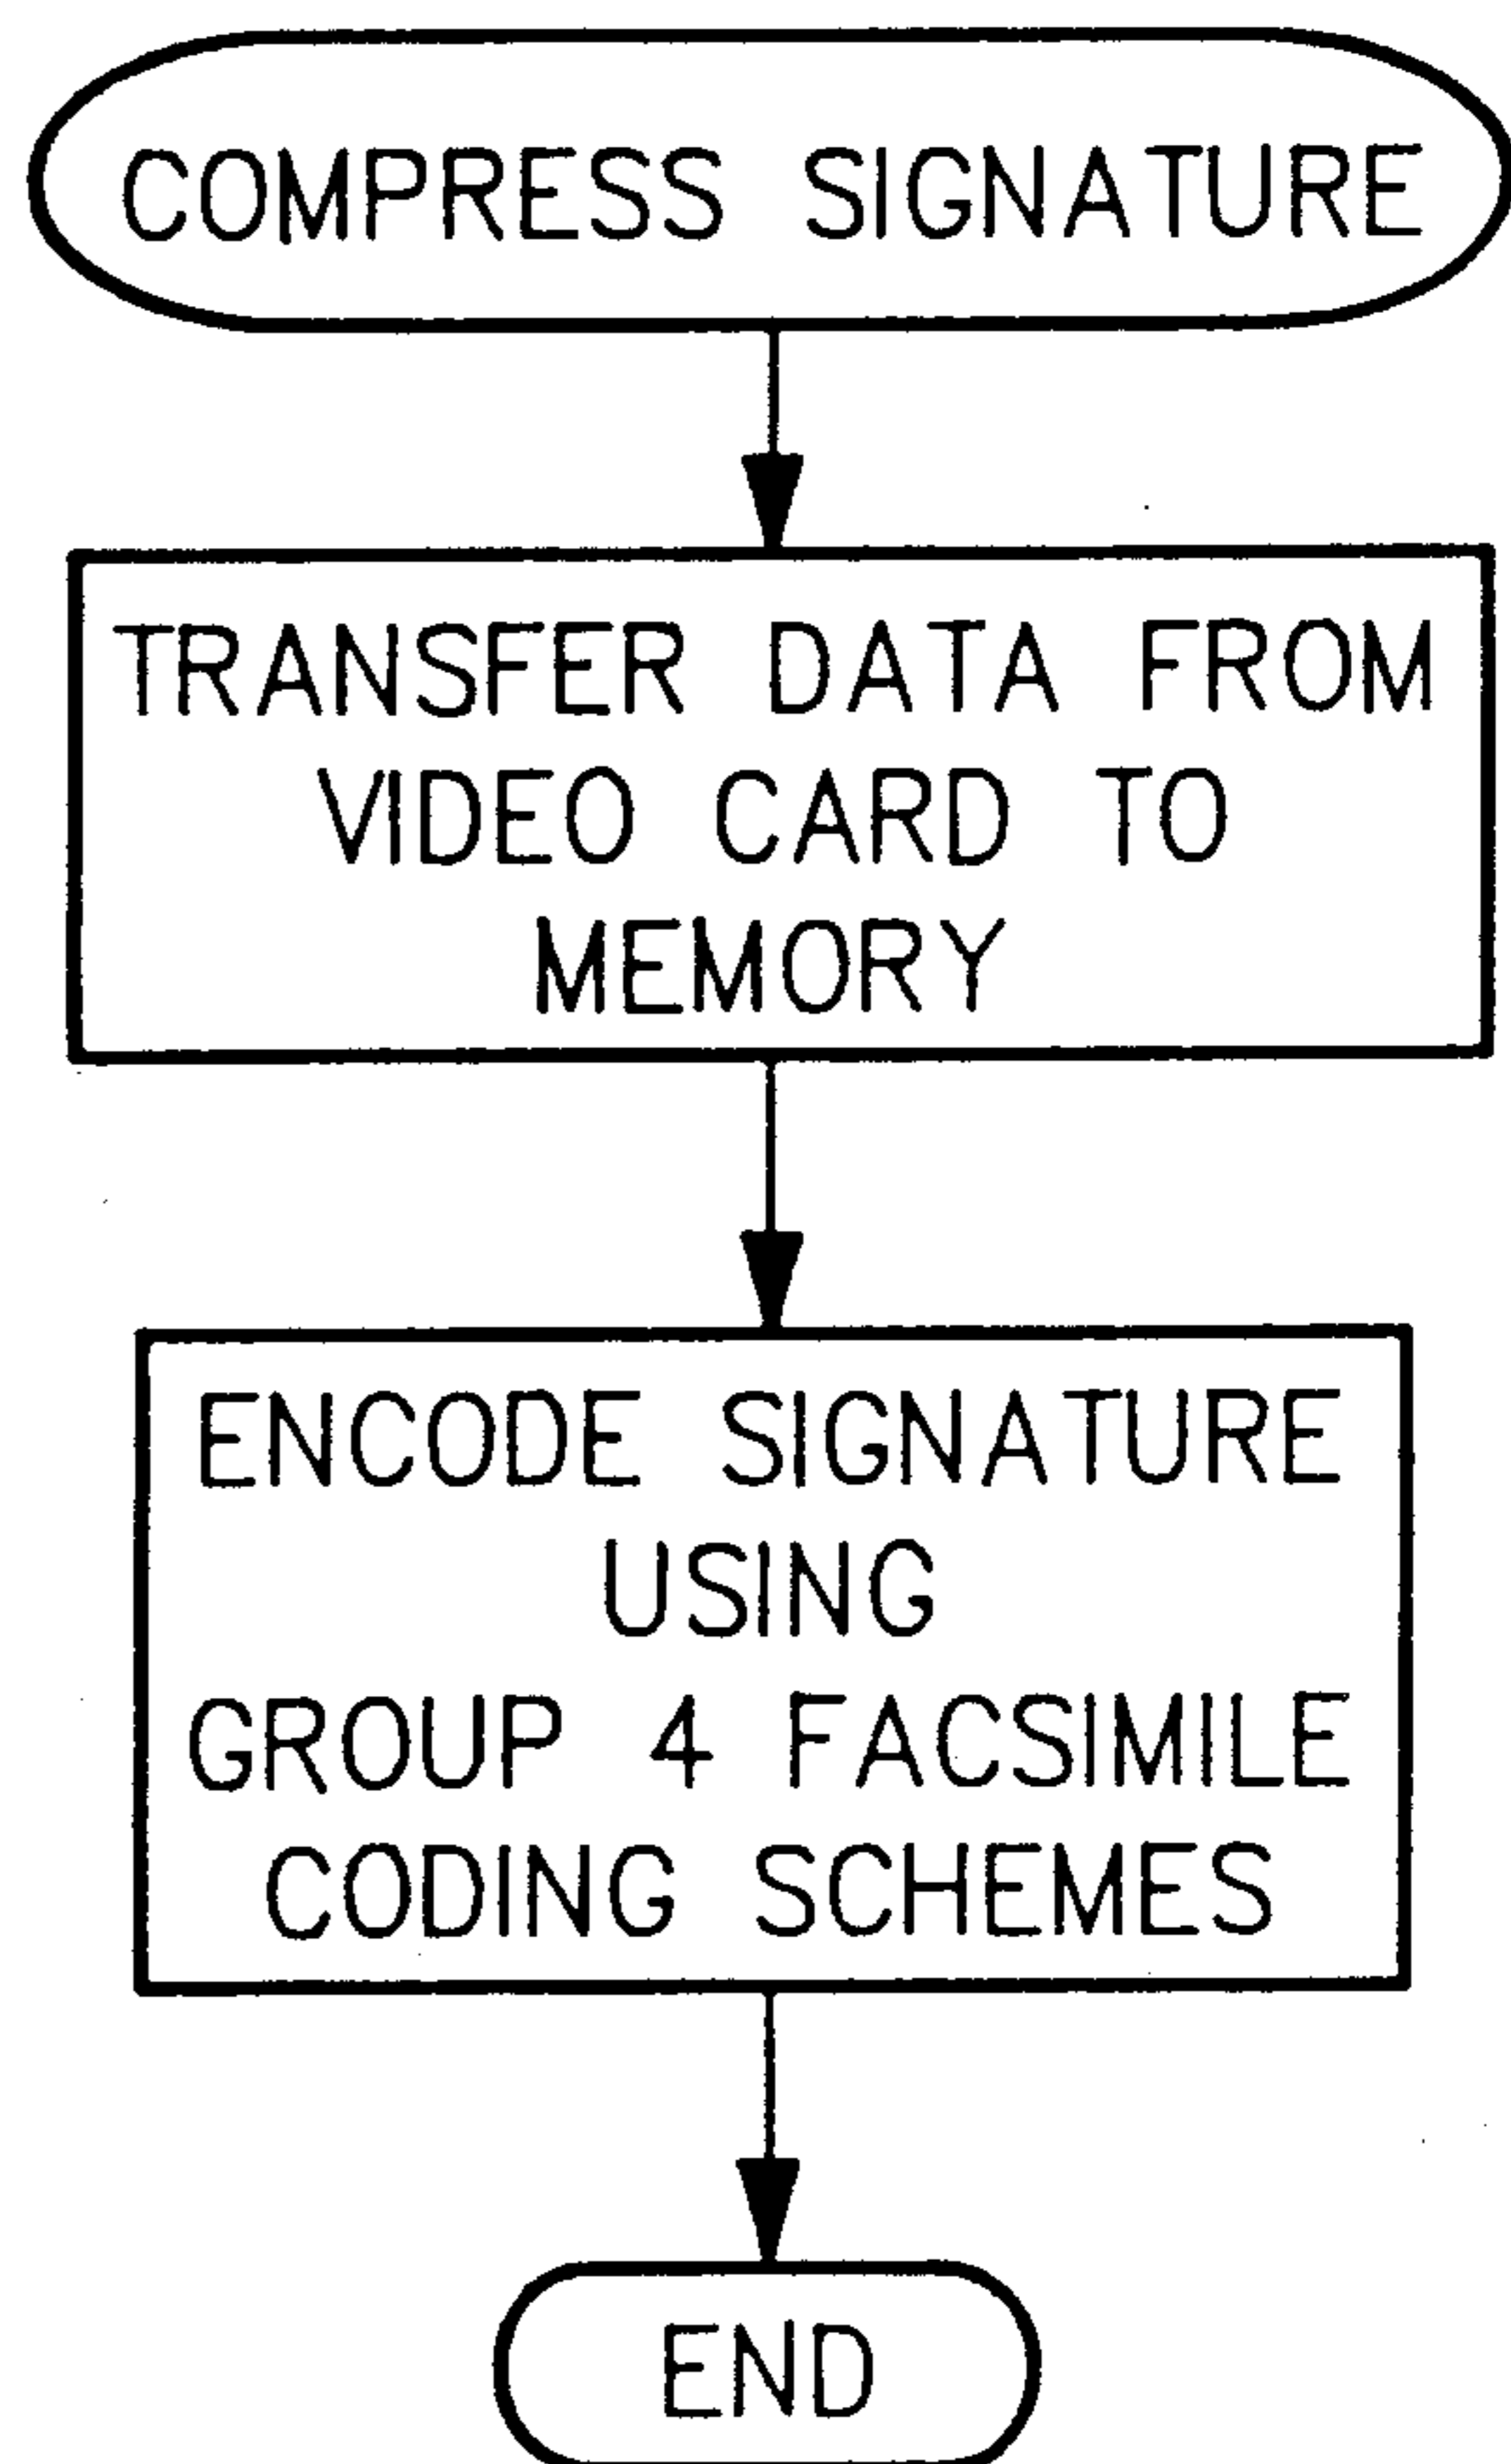 COMPRESS SIGNATURE
TRANSFER DATA FROM
VIDEO CARD TO
MEMORY
ENCODE SIGNATURE
USING
GROUP 4 FACSIMILE
CODING SCHEMES
END